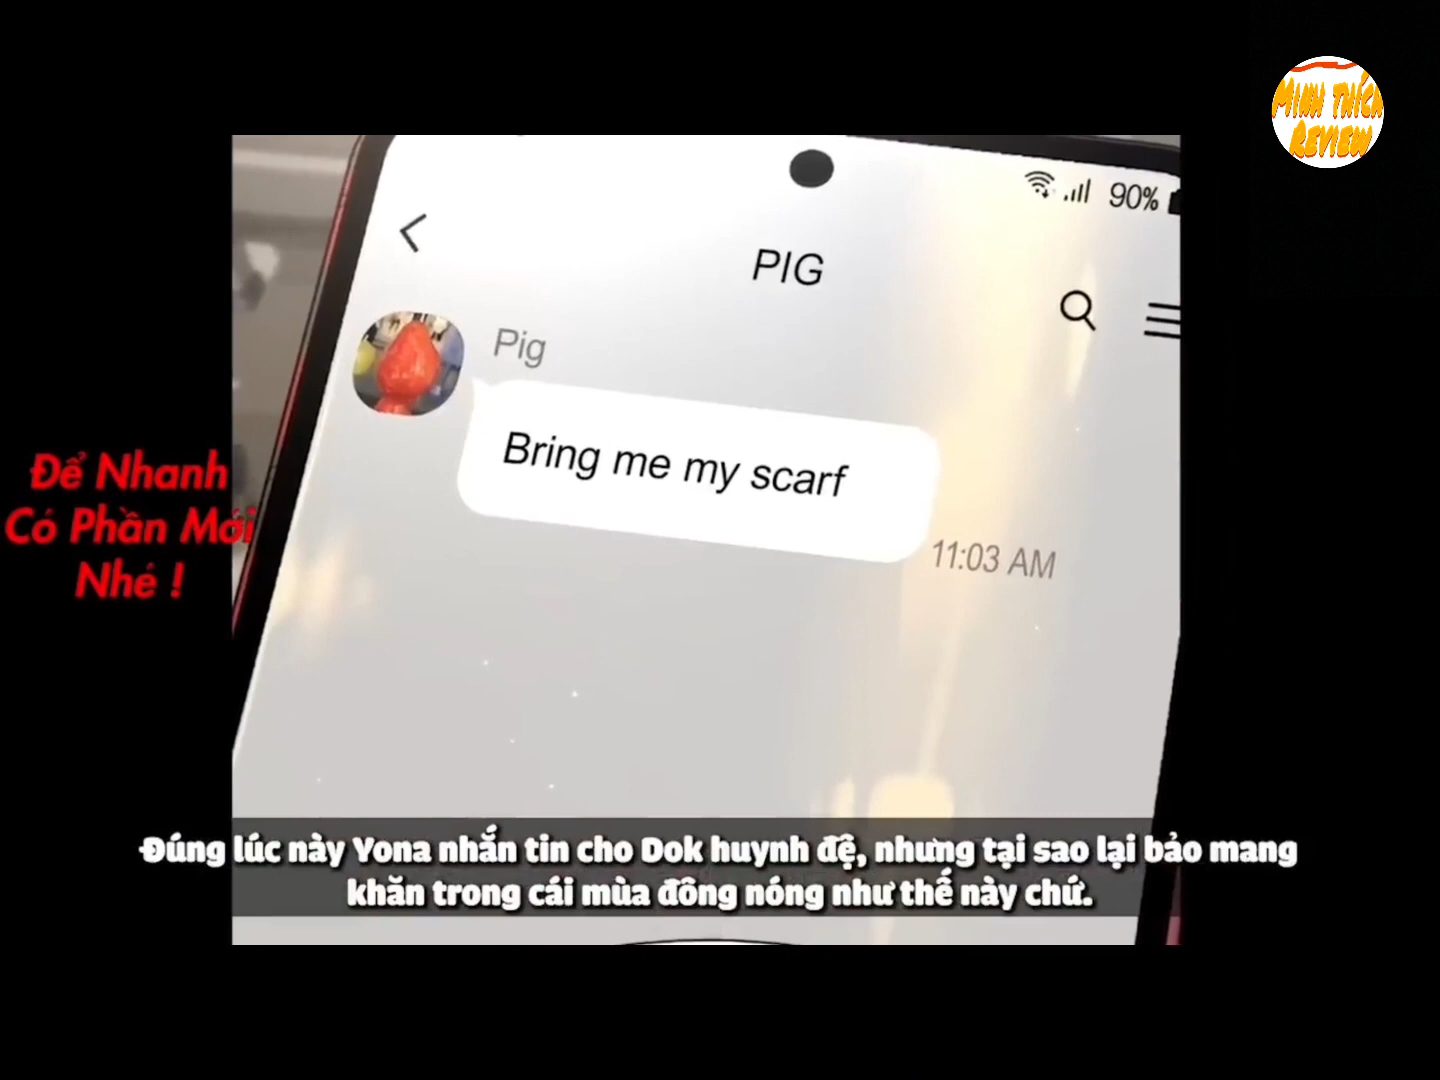 MINH THÍCH
REVIEW
90%
PIG
Pig
Bring me my scarf
11:03 AM
Để Nhanh
Có Phần Mới
Nhé !
Đúng lúc này Yona nhắn tin cho Dok huynh đệ, nhưng tại sao lại bảo mang
khăn trong cái mùa đông nóng như thế này chứ.